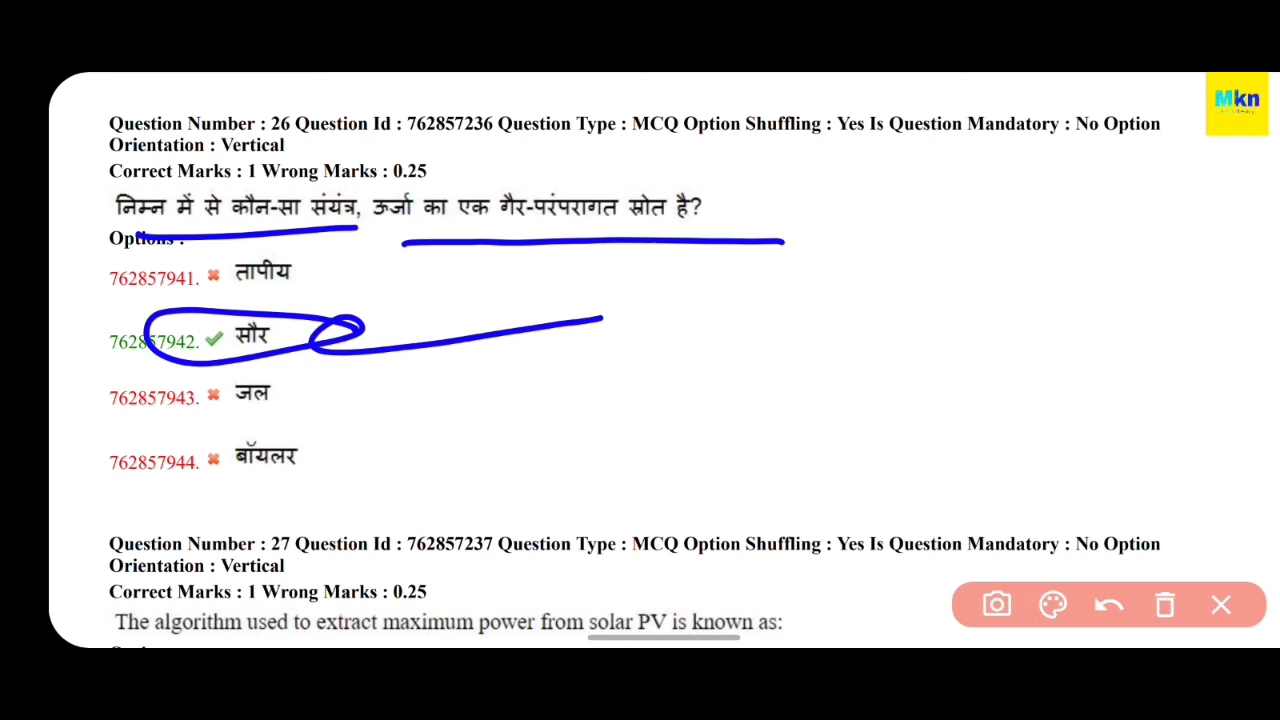 Mkn
Question Number : 26 Question Id : 762857236 Question Type : MCQ Option Shuffling : Yes Is Question Mandatory : No Option
Orientation : Vertical
Correct Marks : 1 Wrong Marks : 0.25
निम्न में से कौन-सा संयंत्र, ऊर्जा का एक गैर-परंपरागत स्रोत है?
Options :
762857941. तापीय
762857942. सौर
762857943. जल
762857944. बॉयलर
Question Number : 27 Question Id : 762857237 Question Type : MCQ Option Shuffling : Yes Is Question Mandatory : No Option
Orientation : Vertical
Correct Marks : 1 Wrong Marks : 0.25
The algorithm used to extract maximum power from solar PV is known as: